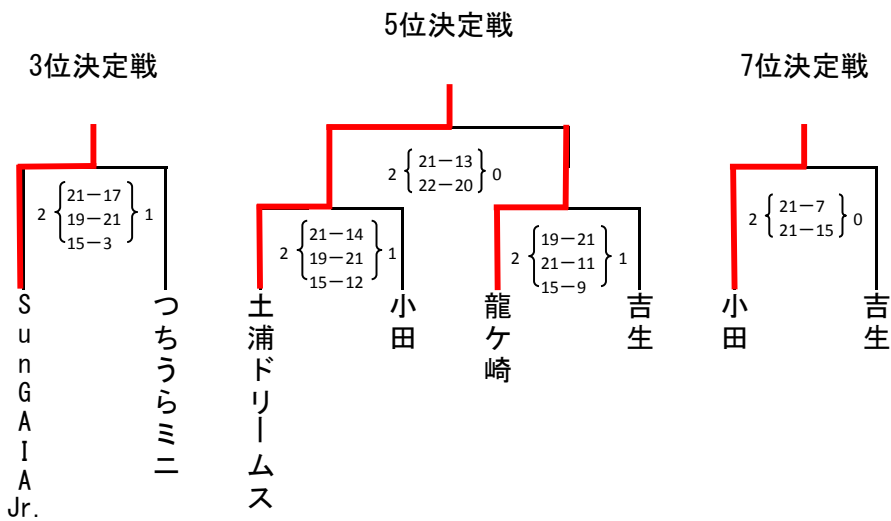 5位決定戦
3位決定戦
7位決定戦
2 21－13 0
22－20
21－17
2 19－21 1
15－3
21－14
2 19－21 1
15－12
19－21
2 21－11 1
15－9
2 21－7 0
21－15
SunGAIAJr.
つちうらミニ
土浦ドリームス
小田
龍ケ崎
吉生
小田
吉生